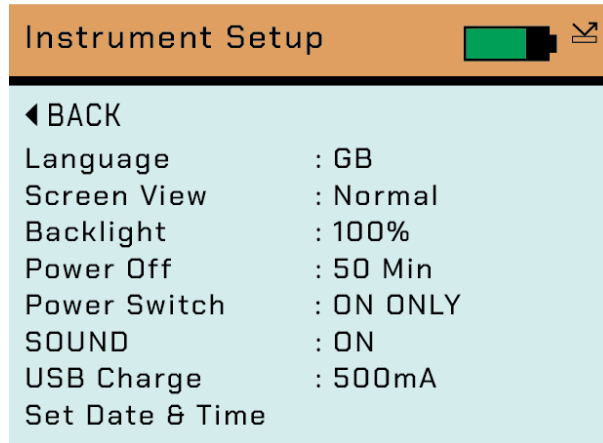 Instrument Setup
BACK
Language : GB
Screen View : Normal
Backlight : 100%
Power Off : 50 Min
Power Switch : ON ONLY
SOUND : ON
USB Charge : 500mA
Set Date & Time